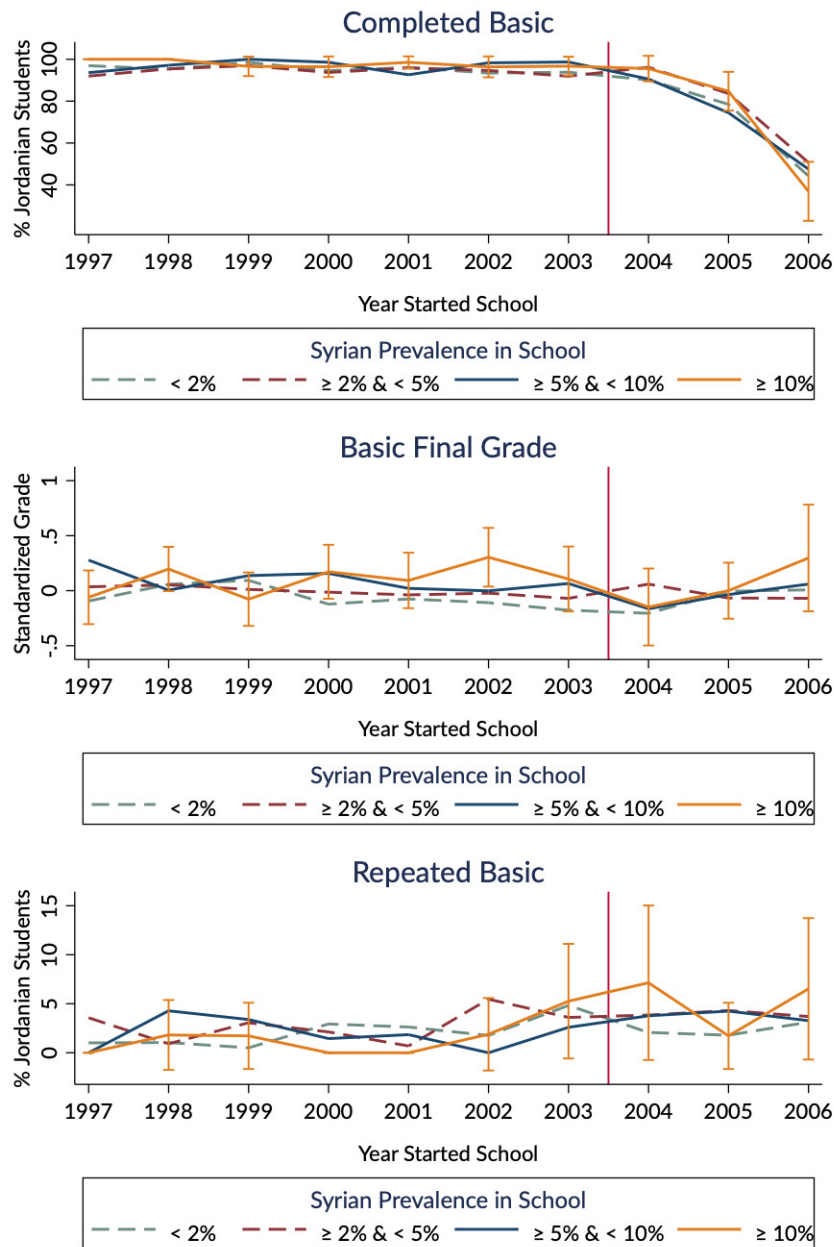 Completed Basic
% Jordanian Students
100
80
60
40
1997 1998 1999 2000 2001 2002 2003 2004 2005 2006
Year Started School
Syrian Prevalence in School
< 2% ≥ 2% & < 5% ≥ 5% & < 10% ≥ 10%
Basic Final Grade
Standardized Grade
1
.5
0
-.5
1997 1998 1999 2000 2001 2002 2003 2004 2005 2006
Year Started School
Syrian Prevalence in School
< 2% ≥ 2% & < 5% ≥ 5% & < 10% ≥ 10%
Repeated Basic
% Jordanian Students
15
10
5
0
1997 1998 1999 2000 2001 2002 2003 2004 2005 2006
Year Started School
Syrian Prevalence in School
< 2% ≥ 2% & < 5% ≥ 5% & < 10% ≥ 10%